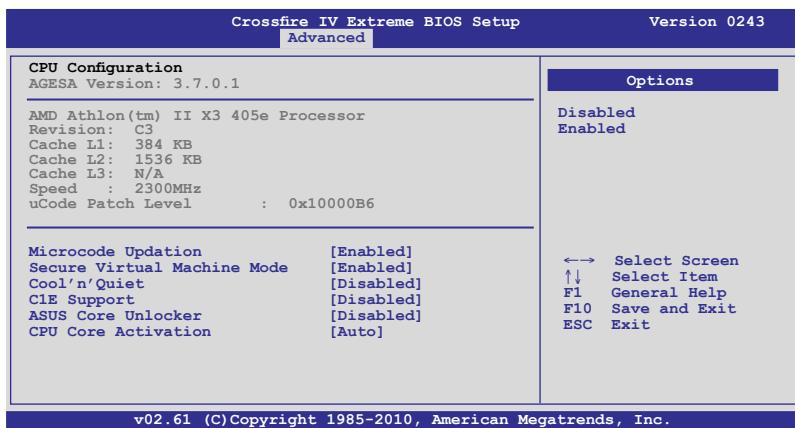 Crossfire IV Extreme BIOS Setup Version 0243
Advanced
CPU Configuration
AGESA Version: 3.7.0.1
AMD Athlon(tm) II X3 405e Processor
Revision: C3
Cache L1: 384 KB
Cache L2: 1536 KB
Cache L3: N/A
Speed : 2300MHz
uCode Patch Level : 0x10000B6
Microcode Updation [Enabled]
Secure Virtual Machine Mode [Enabled]
Cool'n'Quiet [Disabled]
C1E Support [Disabled]
ASUS Core Unlocker [Disabled]
CPU Core Activation [Auto]
Options
Disabled
Enabled
←→ Select Screen
↑↓ Select Item
F1 General Help
F10 Save and Exit
ESC Exit
v02.61 (C)Copyright 1985-2010, American Megatrends, Inc.